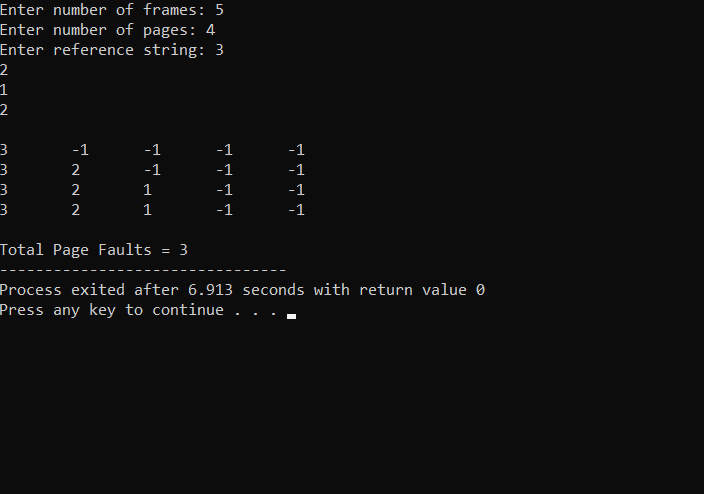 Enter number of frames: 5
Enter number of pages: 4
Enter reference string: 3
2
1
2

3       -1      -1      -1      -1
3       2       -1      -1      -1
3       2       1       -1      -1
3       2       1       -1      -1

Total Page Faults = 3
--------------------------------
Process exited after 6.913 seconds with return value 0
Press any key to continue . . .